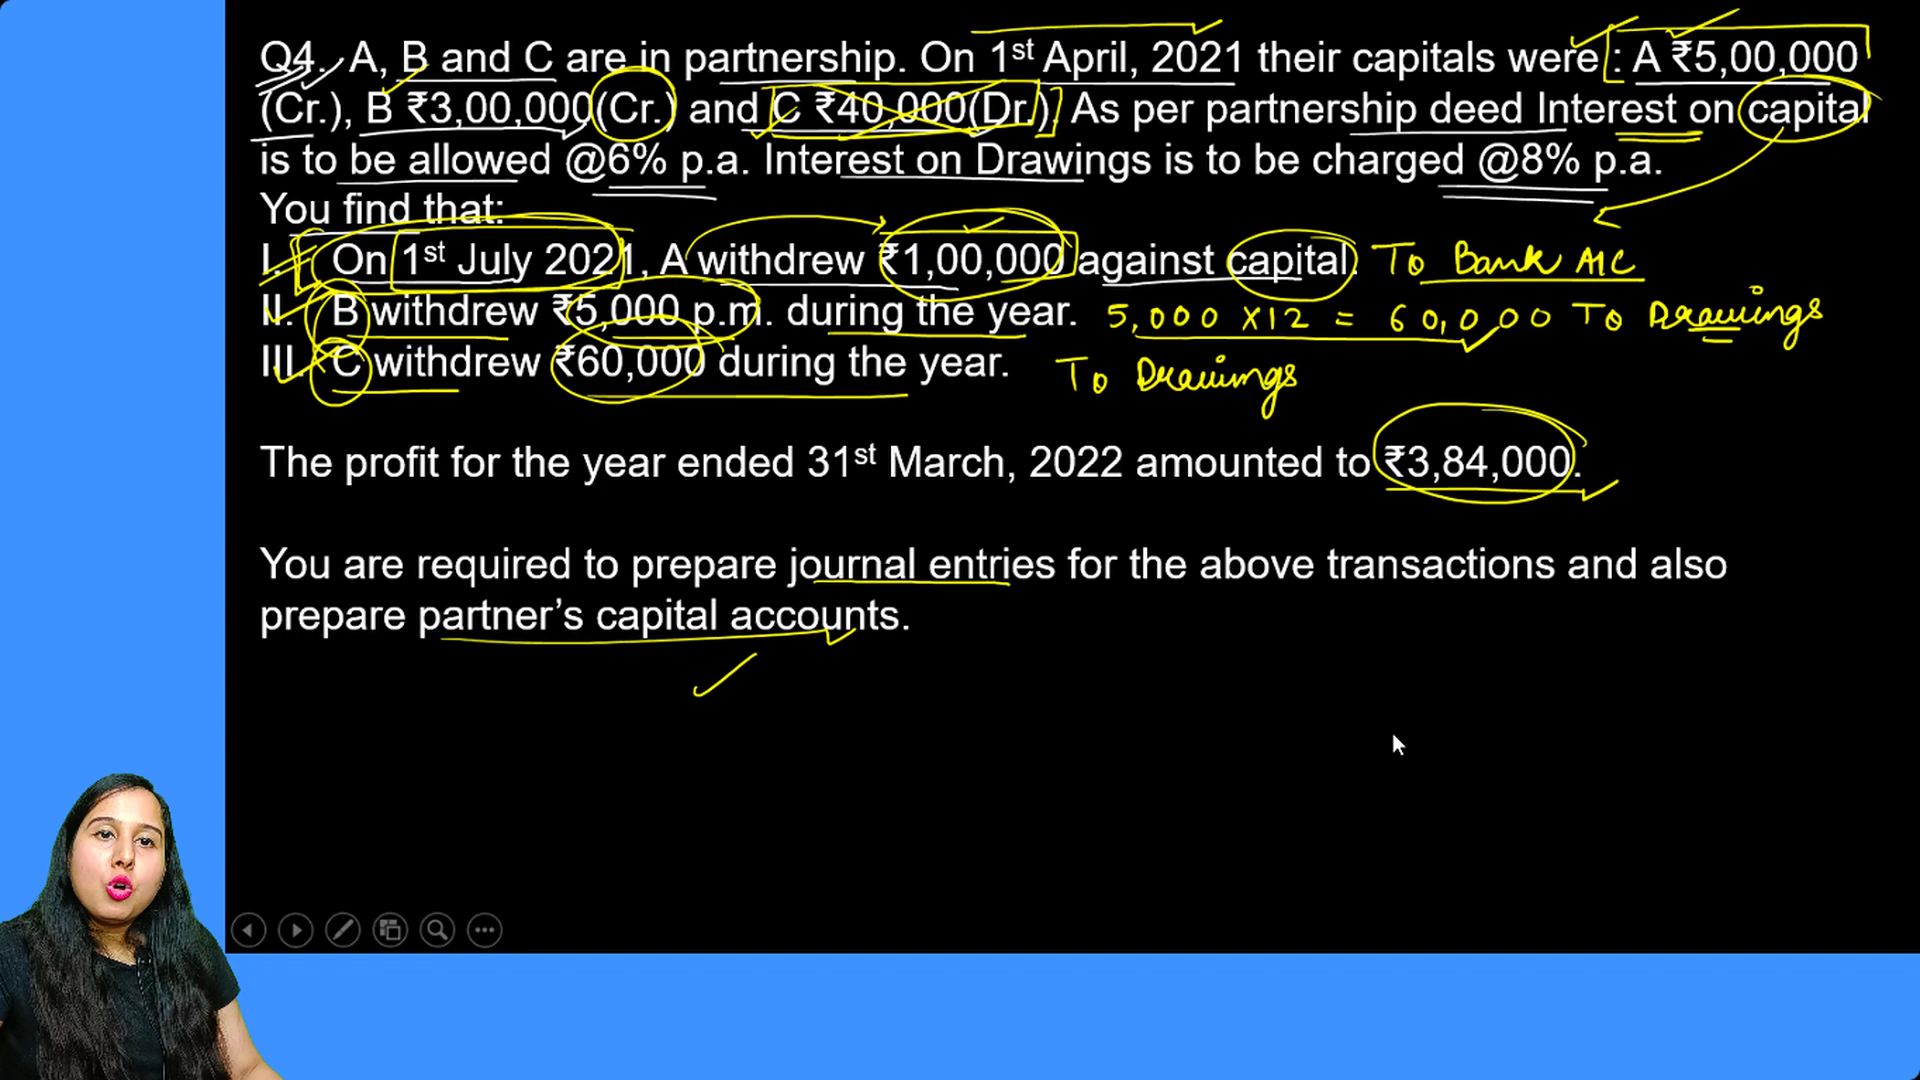 Q4. A, B and C are in partnership. On 1st April, 2021 their capitals were : A ₹5,00,000
(Cr.), B ₹3,00,000(Cr.) and C ₹40,000(Dr.). As per partnership deed Interest on capital
is to be allowed @6% p.a. Interest on Drawings is to be charged @8% p.a.
You find that:
I. On 1st July 2021, A withdrew ₹1,00,000 against capital. To Bank A/C
II. B withdrew ₹5,000 p.m. during the year. 5,000 X12 = 60,000 To Drawings
III. C withdrew ₹60,000 during the year. To Drawings
The profit for the year ended 31st March, 2022 amounted to ₹3,84,000.
You are required to prepare journal entries for the above transactions and also
prepare partner’s capital accounts.